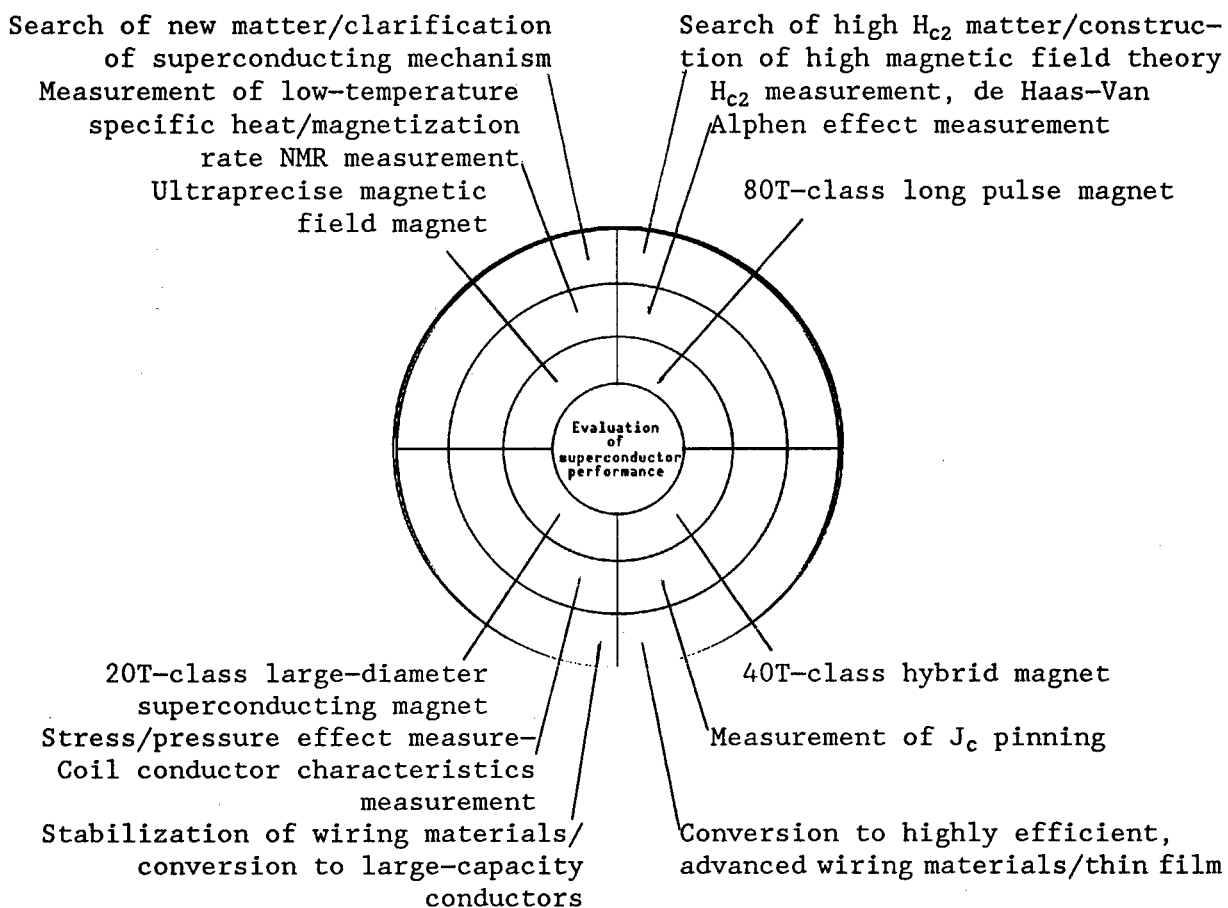 Search of new matter/clarification
of superconducting mechanism
Measurement of low-temperature
specific heat/magnetization
rate NMR measurement
Ultraprecise magnetic
field magnet
Search of high Hc2 matter/construc-
tion of high magnetic field theory
Hc2 measurement, de Haas-Van
Alphen effect measurement
80T-class long pulse magnet
Evaluation
of
superconductor
performance
20T-class large-diameter
superconducting magnet
Stress/pressure effect measure-
Coil conductor characteristics
measurement
Stabilization of wiring materials/
conversion to large-capacity
conductors
40T-class hybrid magnet
Measurement of Jc pinning
Conversion to highly efficient,
advanced wiring materials/thin film